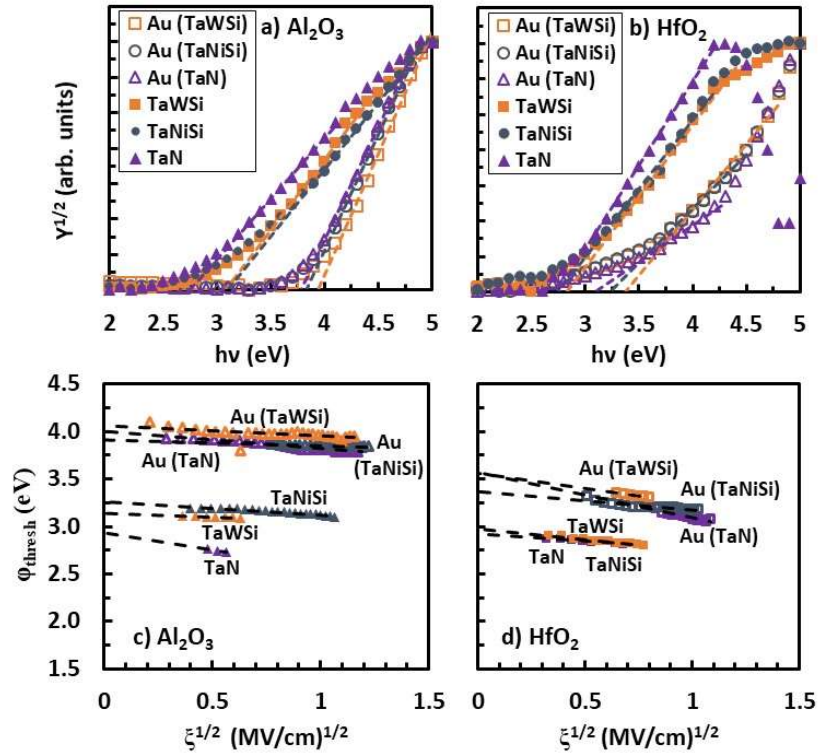 Au (TaWSi)
Au (TaNiSi)
Au (TaN)
TaWSi
TaNiSi
TaN
a) Al₂O₃
Y^1/2 (arb. units)
2 2.5 3 3.5 4 4.5 5
hν (eV)
Au (TaWSi)
Au (TaNiSi)
Au (TaN)
TaWSi
TaNiSi
TaN
b) HfO₂
2 2.5 3 3.5 4 4.5 5
hν (eV)
4.5
4.0
3.5
3.0
2.5
2.0
1.5
φthresh (eV)
Au (TaWSi)
Au
(TaNiSi)
Au (TaN)
TaNiSi
TaWSi
TaN
c) Al₂O₃
0 0.5 1 1.5
ξ^1/2 (MV/cm)^1/2
Au (TaWSi)
Au (TaNiSi)
Au (TaN)
TaWSi
TaN
TaNiSi
d) HfO₂
0 0.5 1 1.5
ξ^1/2 (MV/cm)^1/2